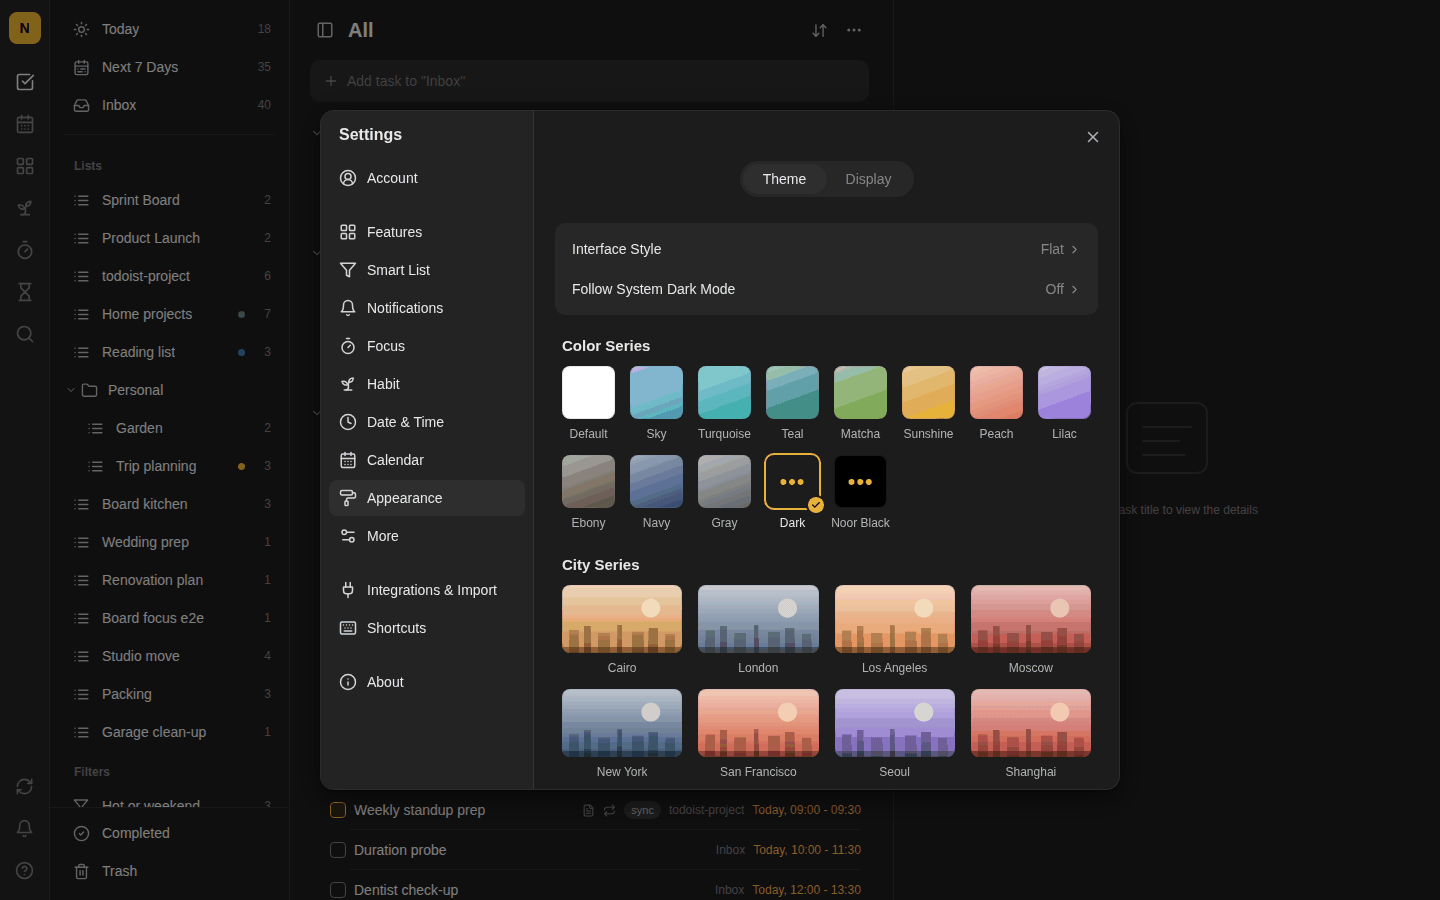 N
Today 18
Next 7 Days 35
Inbox 40
Lists
Sprint Board 2
Product Launch 2
todoist-project 6
Home projects 7
Reading list 3
Personal
Garden 2
Trip planning 3
Board kitchen 3
Wedding prep 1
Renovation plan 1
Board focus e2e 1
Studio move 4
Packing 3
Garage clean-up 1
Filters
Hot or weekend 3
Completed
Trash
All
Add task to "Inbox"
Settings
Account
Features
Smart List
Notifications
Focus
Habit
Date & Time
Calendar
Appearance
More
Integrations & Import
Shortcuts
About
Theme Display
Interface Style Flat
Follow System Dark Mode Off
Color Series
Default Sky Turquoise Teal Matcha Sunshine Peach Lilac
Ebony Navy Gray Dark Noor Black
City Series
Cairo London Los Angeles Moscow
New York San Francisco Seoul Shanghai
task title to view the details
Weekly standup prep sync todoist-project Today, 09:00 - 09:30
Duration probe Inbox Today, 10:00 - 11:30
Dentist check-up Inbox Today, 12:00 - 13:30